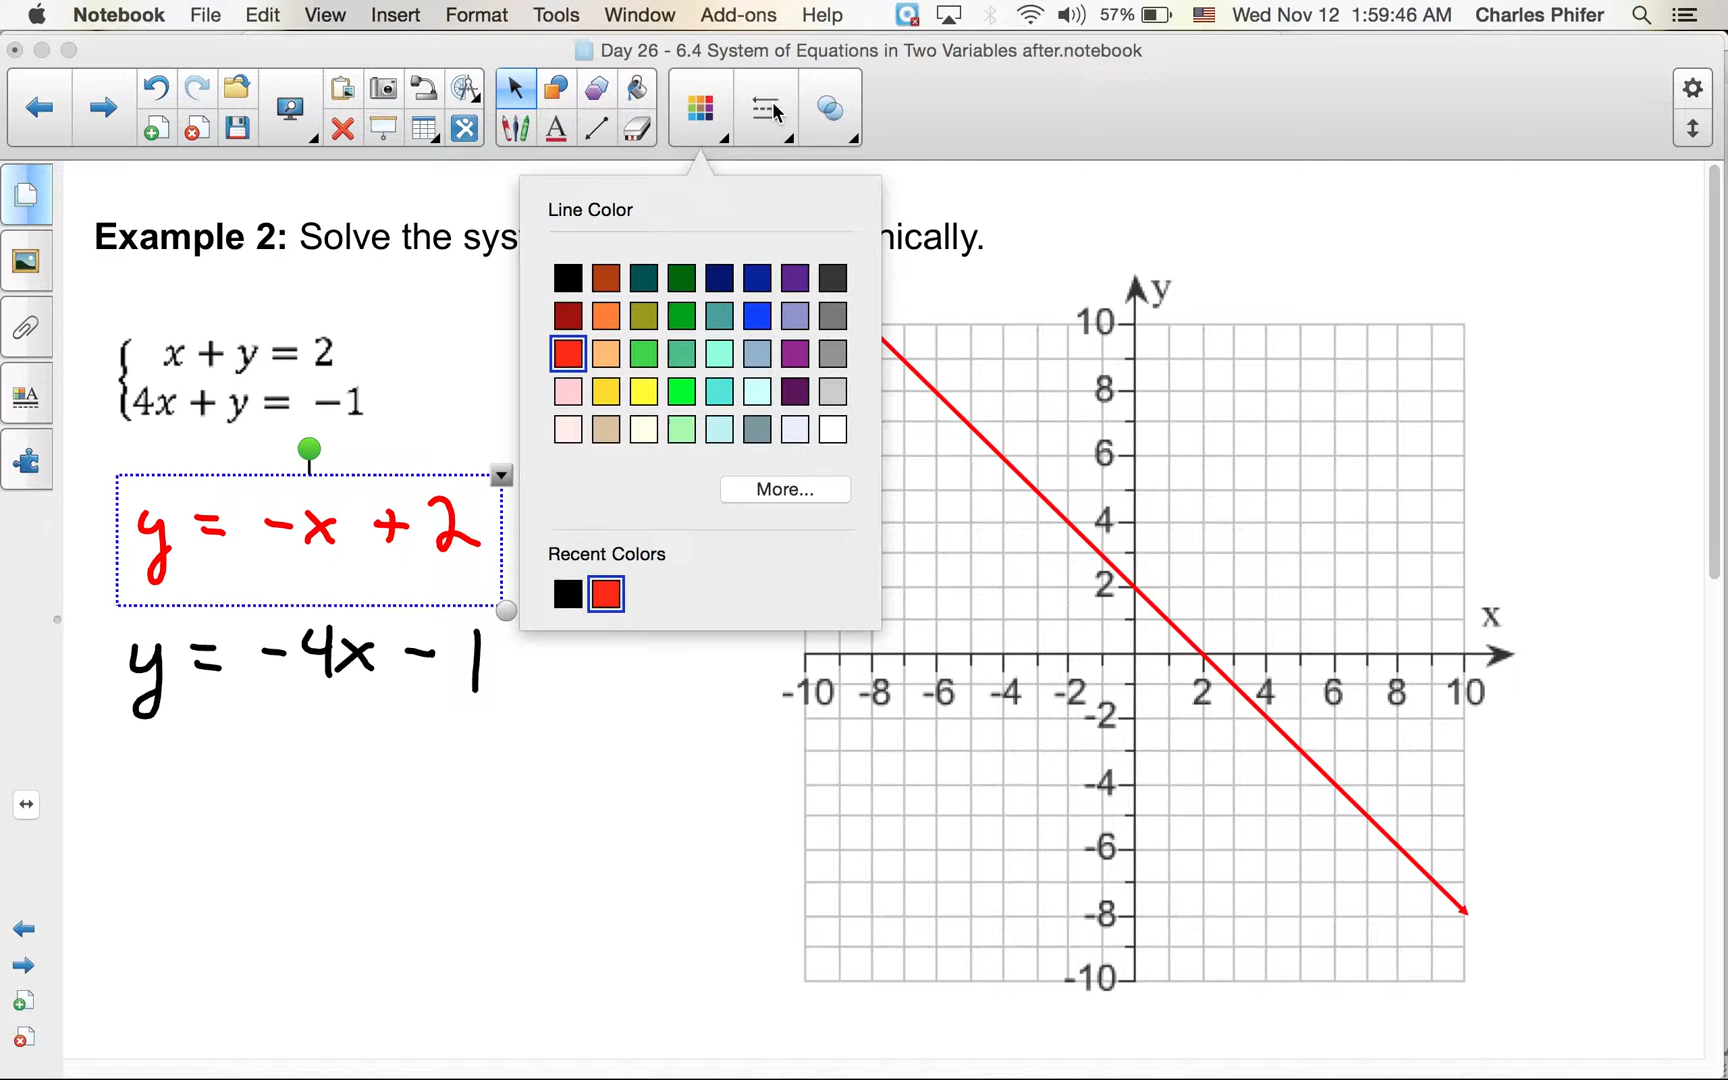 Notebook File Edit View Insert Format Tools Window Add-ons Help 57% Wed Nov 12 1:59:46 AM Charles Phifer
Day 26 - 6.4 System of Equations in Two Variables after.notebook
A
A
Line Color
Example 2: Solve the sys
nically.
x + y = 2
4x + y = -1
y = -x + 2
y = -4x - 1
More...
Recent Colors
y
10
8
6
4
2
x
-10 -8 -6 -4 -2 2 4 6 8 10
-2
-4
-6
-8
-10